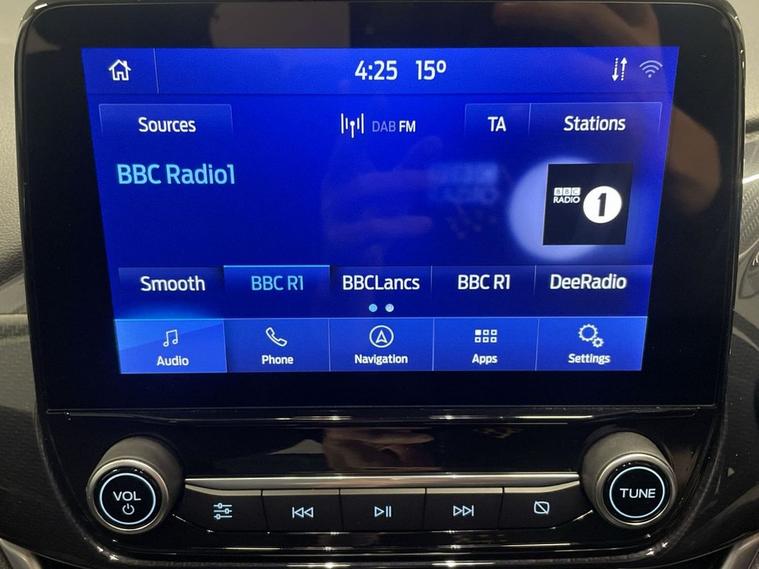 4:25 15°
Sources DAB FM TA Stations
BBC Radio1
BBC
RADIO 1
Smooth BBC R1 BBCLancs BBC R1 DeeRadio
Audio Phone Navigation Apps Settings
VOL TUNE